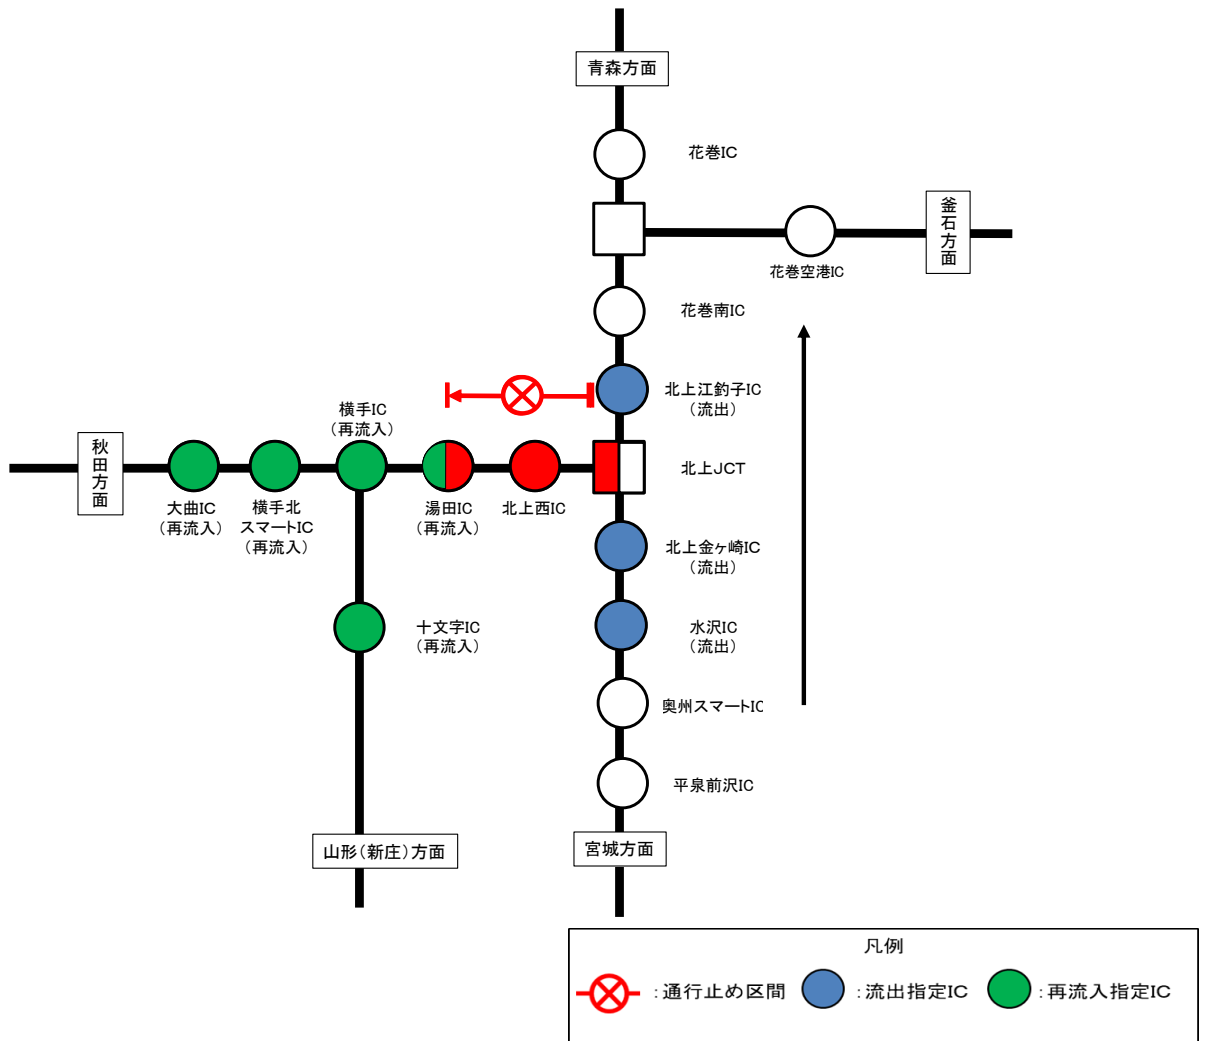 青森方面
花巻IC
釜石方面
花巻空港IC
花巻南IC
北上江釣子IC
（流出）
横手IC
（再流入）
秋田方面
北上JCT
大曲IC
（再流入）
横手北
スマートIC
（再流入）
湯田IC
（再流入）
北上西IC
北上金ヶ崎IC
（流出）
十文字IC
（再流入）
水沢IC
（流出）
奥州スマートIC
平泉前沢IC
山形（新庄）方面
宮城方面
凡例
：通行止め区間
：流出指定IC
：再流入指定IC